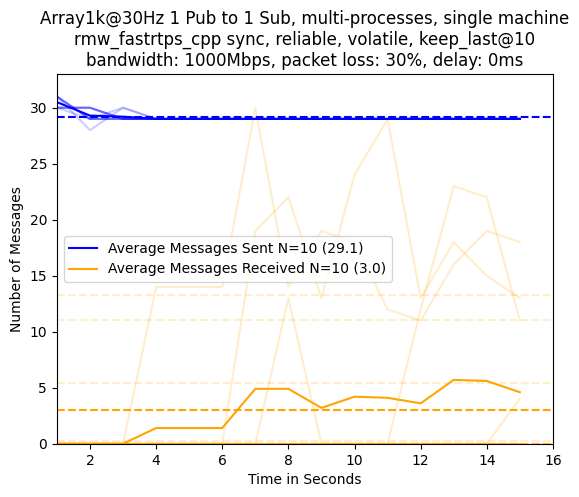 Array1k@30Hz 1 Pub to 1 Sub, multi-processes, single machine
rmw_fastrtps_cpp sync, reliable, volatile, keep_last@10
bandwidth: 1000Mbps, packet loss: 30%, delay: 0ms
Number of Messages
30
25
20
15
10
5
0
Average Messages Sent N=10 (29.1)
Average Messages Received N=10 (3.0)
2 4 6 8 10 12 14 16
Time in Seconds